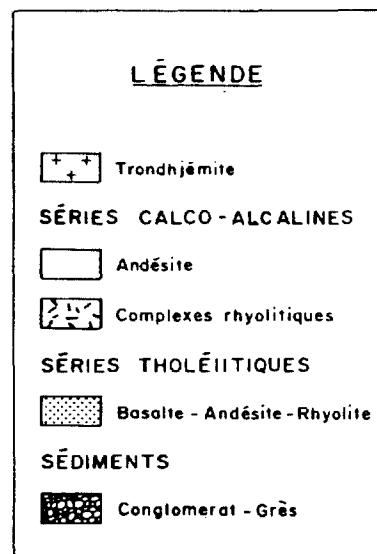 LÉGENDE
Trondhjémite
SÉRIES CALCO-ALCALINES
Andésite
Complexes rhyolitiques
SÉRIES THOLÉIITIQUES
Basalte-Andésite-Rhyolite
SÉDIMENTS
Conglomerat-Grès